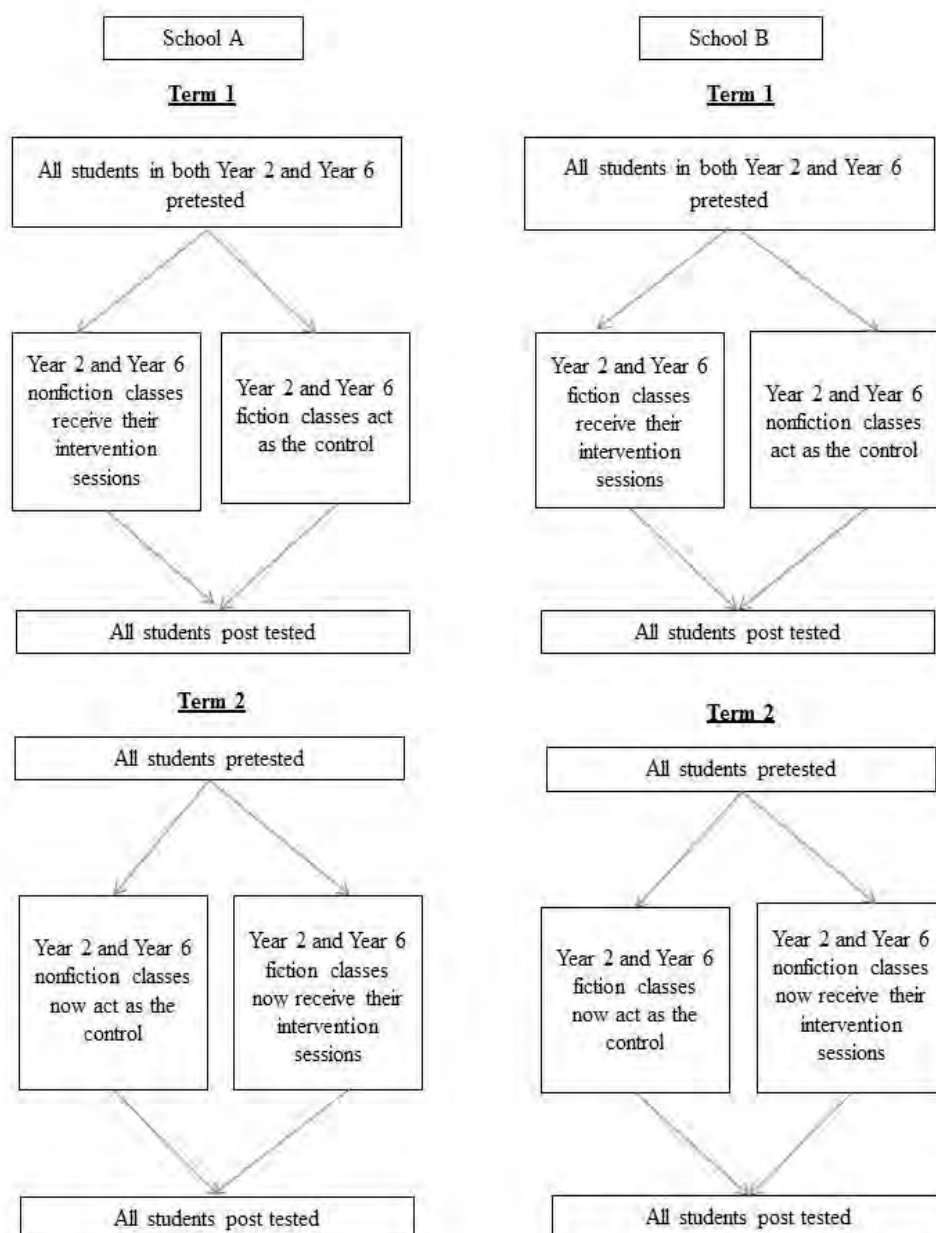 School A
Term 1
All students in both Year 2 and Year 6
pretested
Year 2 and Year 6
nonfiction classes
receive their
intervention
sessions
Year 2 and Year 6
fiction classes act
as the control
All students post tested
Term 2
All students pretested
Year 2 and Year 6
nonfiction classes
now act as the
control
Year 2 and Year 6
fiction classes
now receive their
intervention
sessions
All students post tested
School B
Term 1
All students in both Year 2 and Year 6
pretested
Year 2 and Year 6
fiction classes
receive their
intervention
sessions
Year 2 and Year 6
nonfiction classes
act as the control
All students post tested
Term 2
All students pretested
Year 2 and Year 6
fiction classes
now act as the
control
Year 2 and Year 6
nonfiction classes
now receive their
intervention
sessions
All students post tested